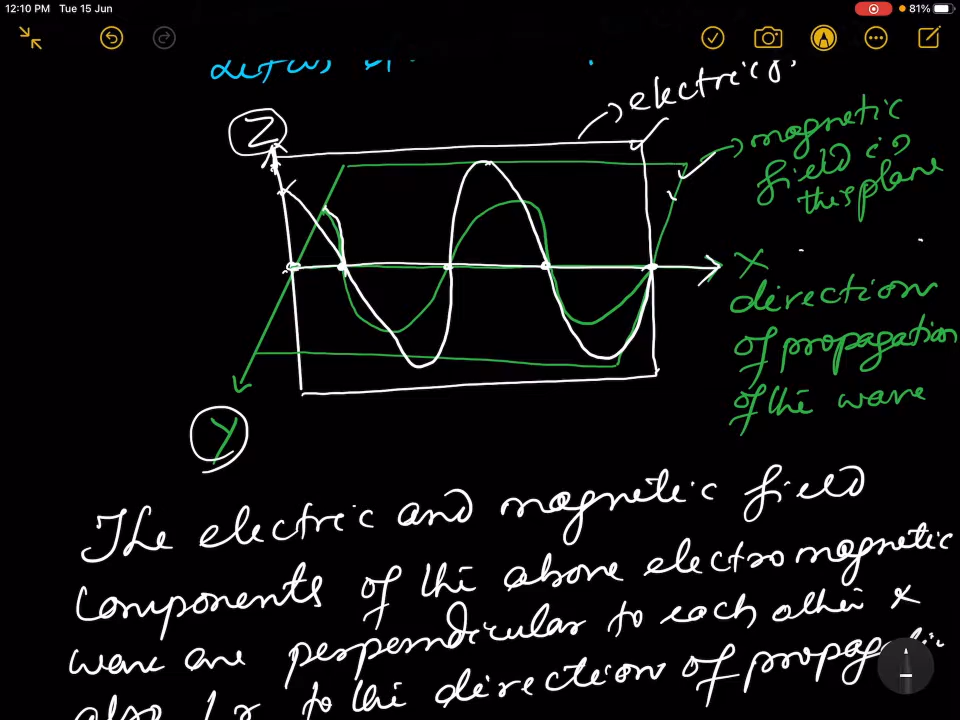 12:10 PM Tue 15 Jun
81%
electric
Z
magnetic
field is
this plane
X
direction
of propagation
of the wave
y
The electric and magnetic field
components of the above electromagnetic
wave are perpendicular to each other &
also to the direction of